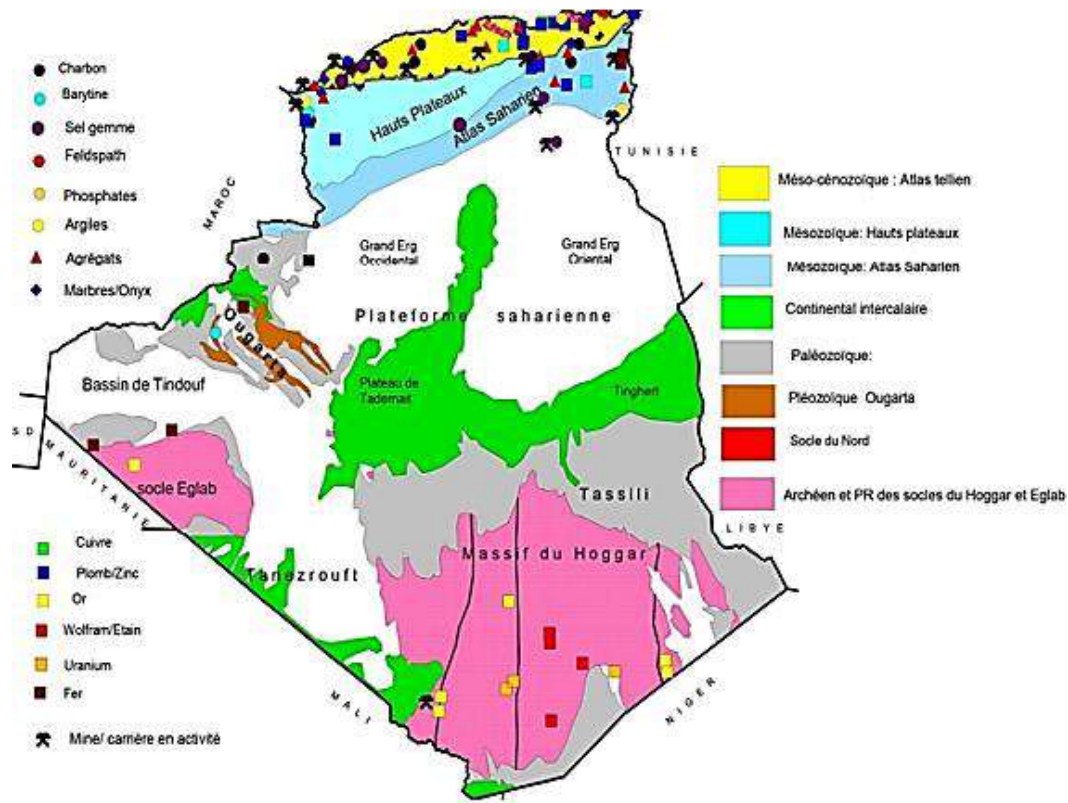 Charbon
Barytine
Sel gemme
Feldspath
Phosphates
Argiles
Agrégats
Marbres/Onyx
Hauts Plateaux
Atlas Saharien
TUNISIE
MAROC
Grand Erg
Occidental
Grand Erg
Oriental
Plateforme saharienne
Ougarta
Bassin de Tindouf
Plateau de
Tademait
Tinghert
Tassili
socle Eglab
SD
MAURITANIE
Massif du Hoggar
Tanezrouft
LIBYE
MALI
NIGER
Méso-cénozoïque : Atlas tellien
Mésozoïque: Hauts plateaux
Mésozoïque: Atlas Saharien
Continental intercalaire
Paléozoïque:
Pléozoïque Ougarta
Socle du Nord
Archéen et PR des socles du Hoggar et Eglab
Cuivre
Plomb/Zinc
Or
Wolfram/Etain
Uranium
Fer
Mine/ carrière en activité